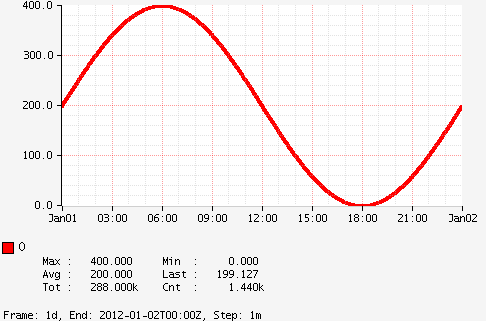 400.0
300.0
200.0
100.0
0.0
Jan01 03:00 06:00 09:00 12:00 15:00 18:00 21:00 Jan02
0
Max : 400.000 Min : 0.000
Avg : 200.000 Last : 199.127
Tot : 288.000k Cnt : 1.440k
Frame: 1d, End: 2012-01-02T00:00Z, Step: 1m